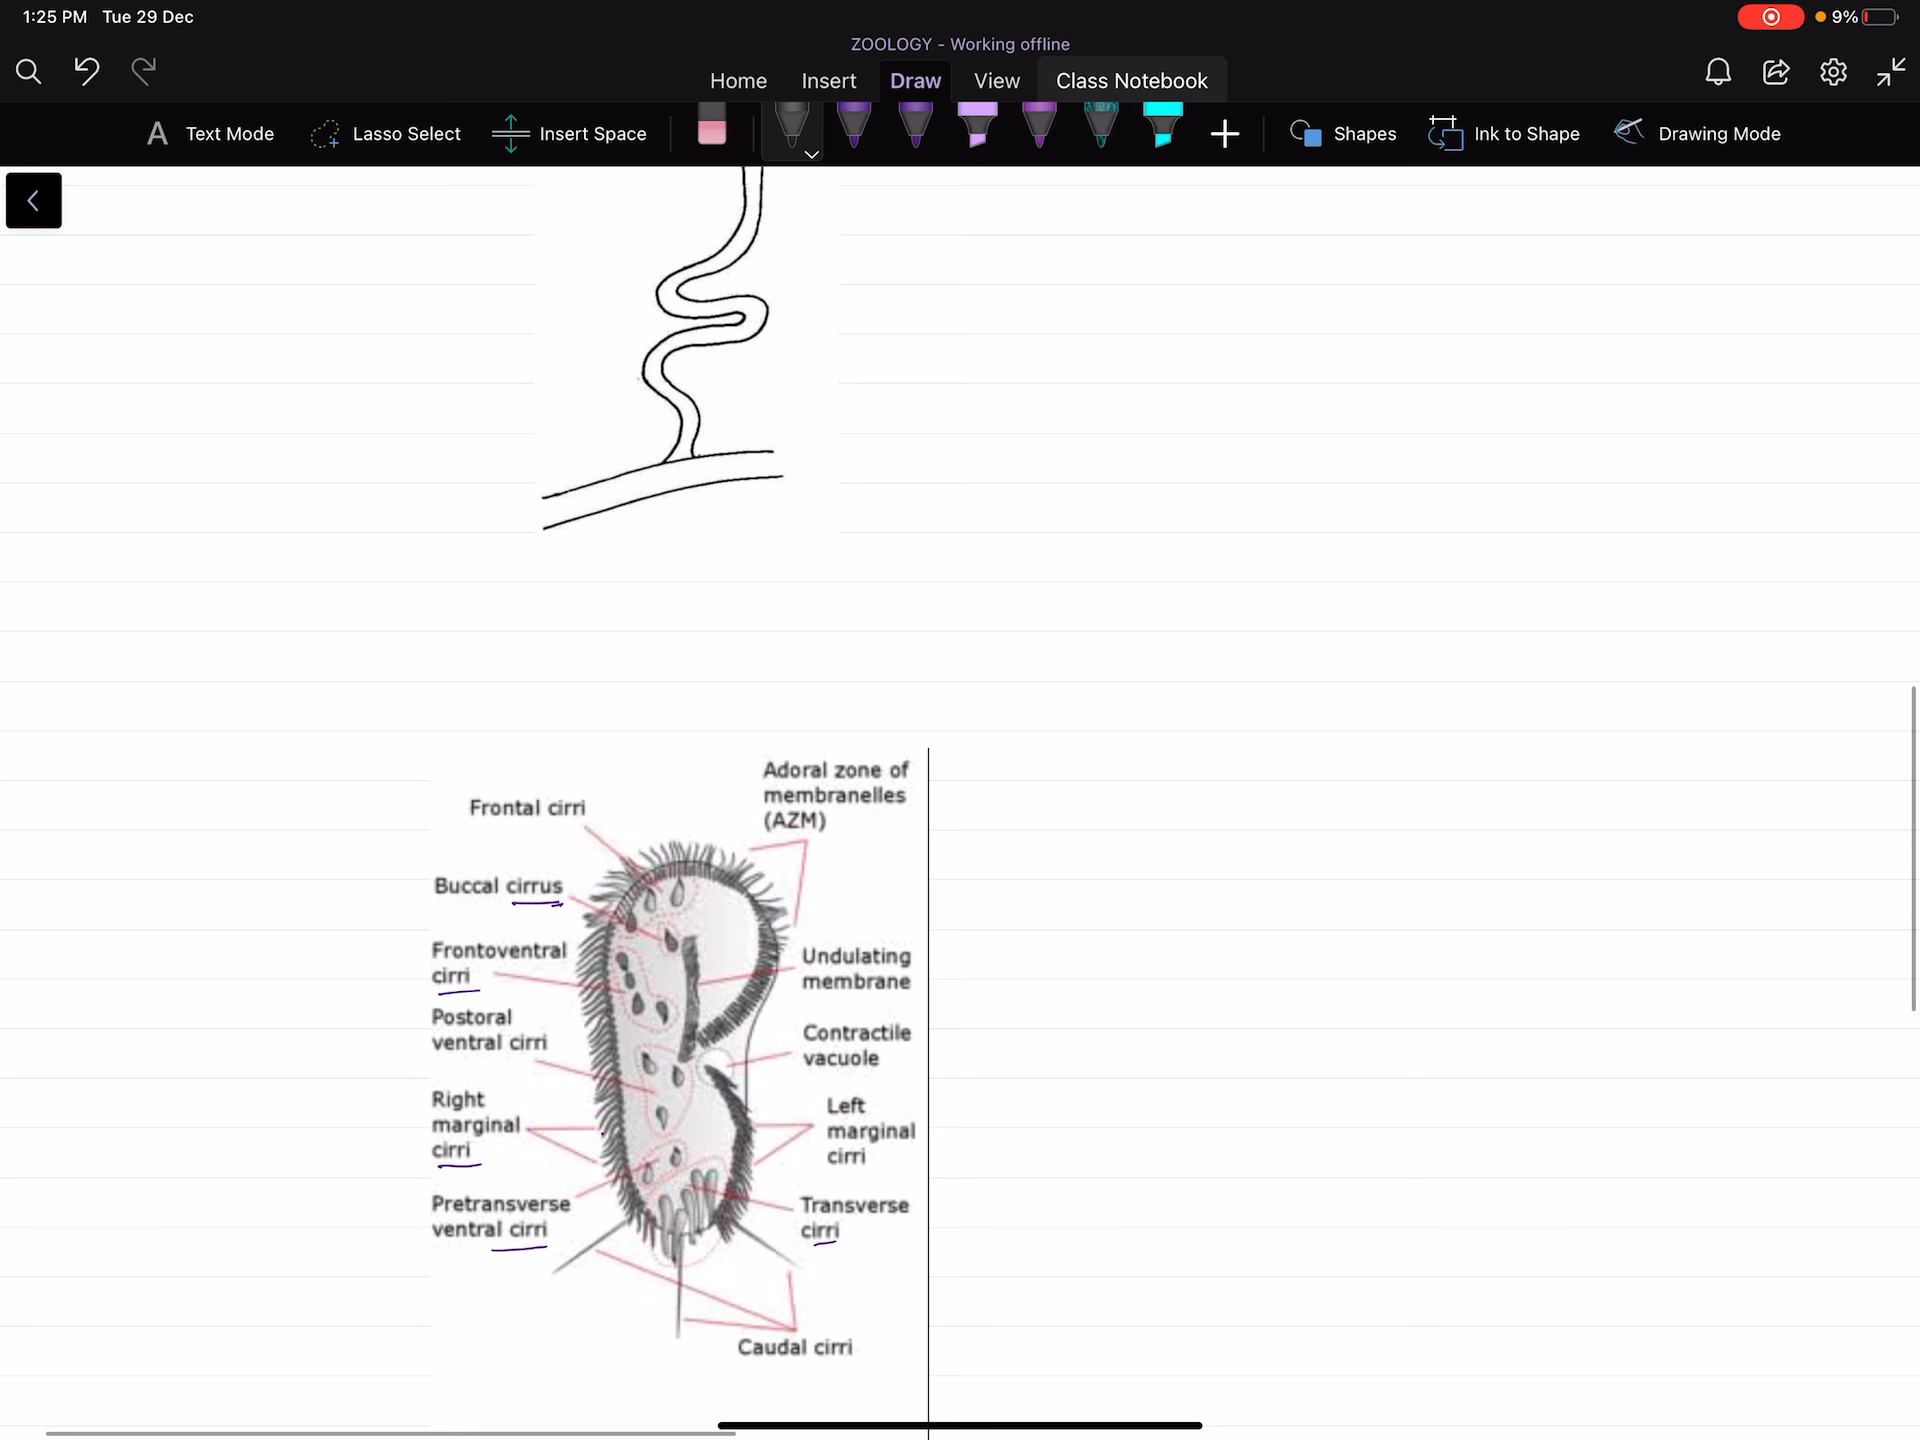 1:25 PM Tue 29 Dec
9%
ZOOLOGY - Working offline
Home Insert Draw View Class Notebook
A Text Mode Lasso Select Insert Space Shapes Ink to Shape Drawing Mode
Adoral zone of
membranelles
(AZM)
Frontal cirri
Buccal cirrus
Frontoventral
cirri
Undulating
membrane
Postoral
ventral cirri
Contractile
vacuole
Right
marginal
cirri
Left
marginal
cirri
Pretransverse
ventral cirri
Transverse
cirri
Caudal cirri